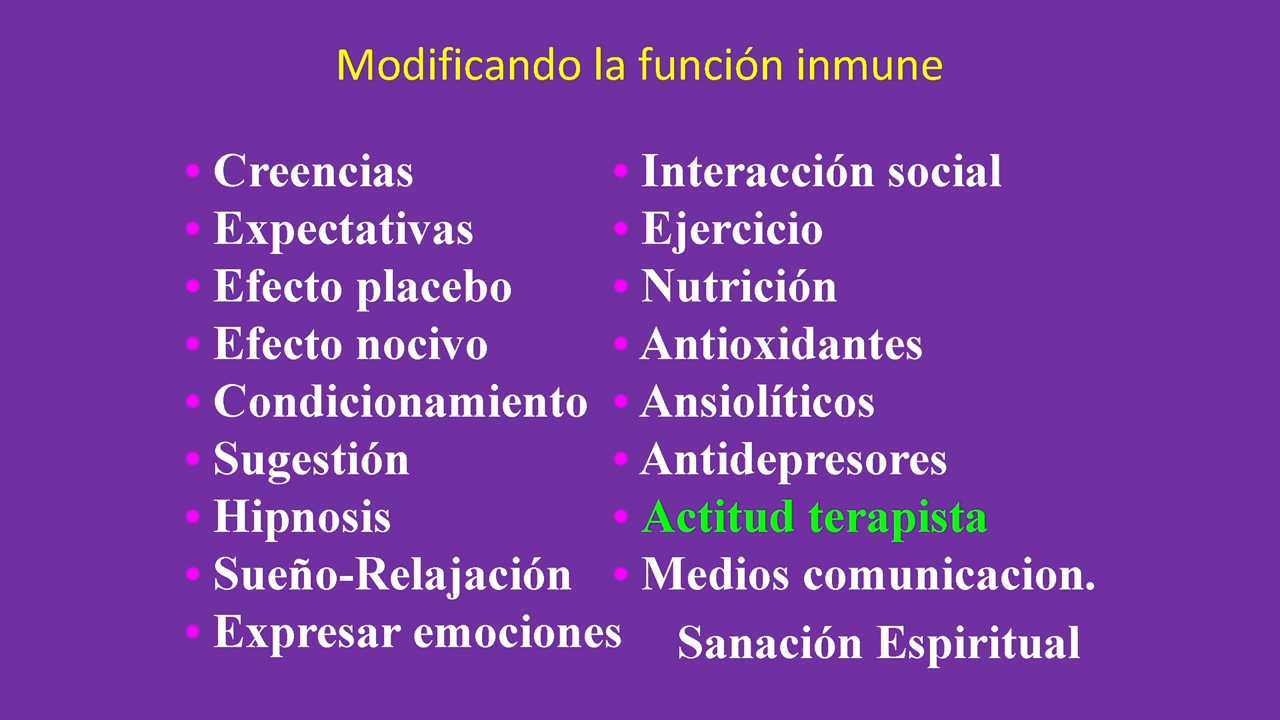 Modificando la función inmune
• Creencias
• Expectativas
• Efecto placebo
• Efecto nocivo
• Condicionamiento
• Sugestión
• Hipnosis
• Sueño-Relajación
• Expresar emociones
• Interacción social
• Ejercicio
• Nutrición
• Antioxidantes
• Ansiolíticos
• Antidepresores
• Actitud terapista
• Medios comunicacion.
Sanación Espiritual